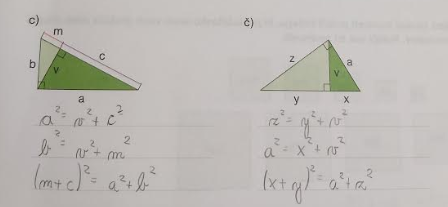 c)
m
c
b
v
a
a² = v² + c²
b² = v² + m²
(m+c)² = a² + b²
č)
z
a
v
y
x
z² = y² + v²
a² = x² + v²
(x+y)² = a² + z²